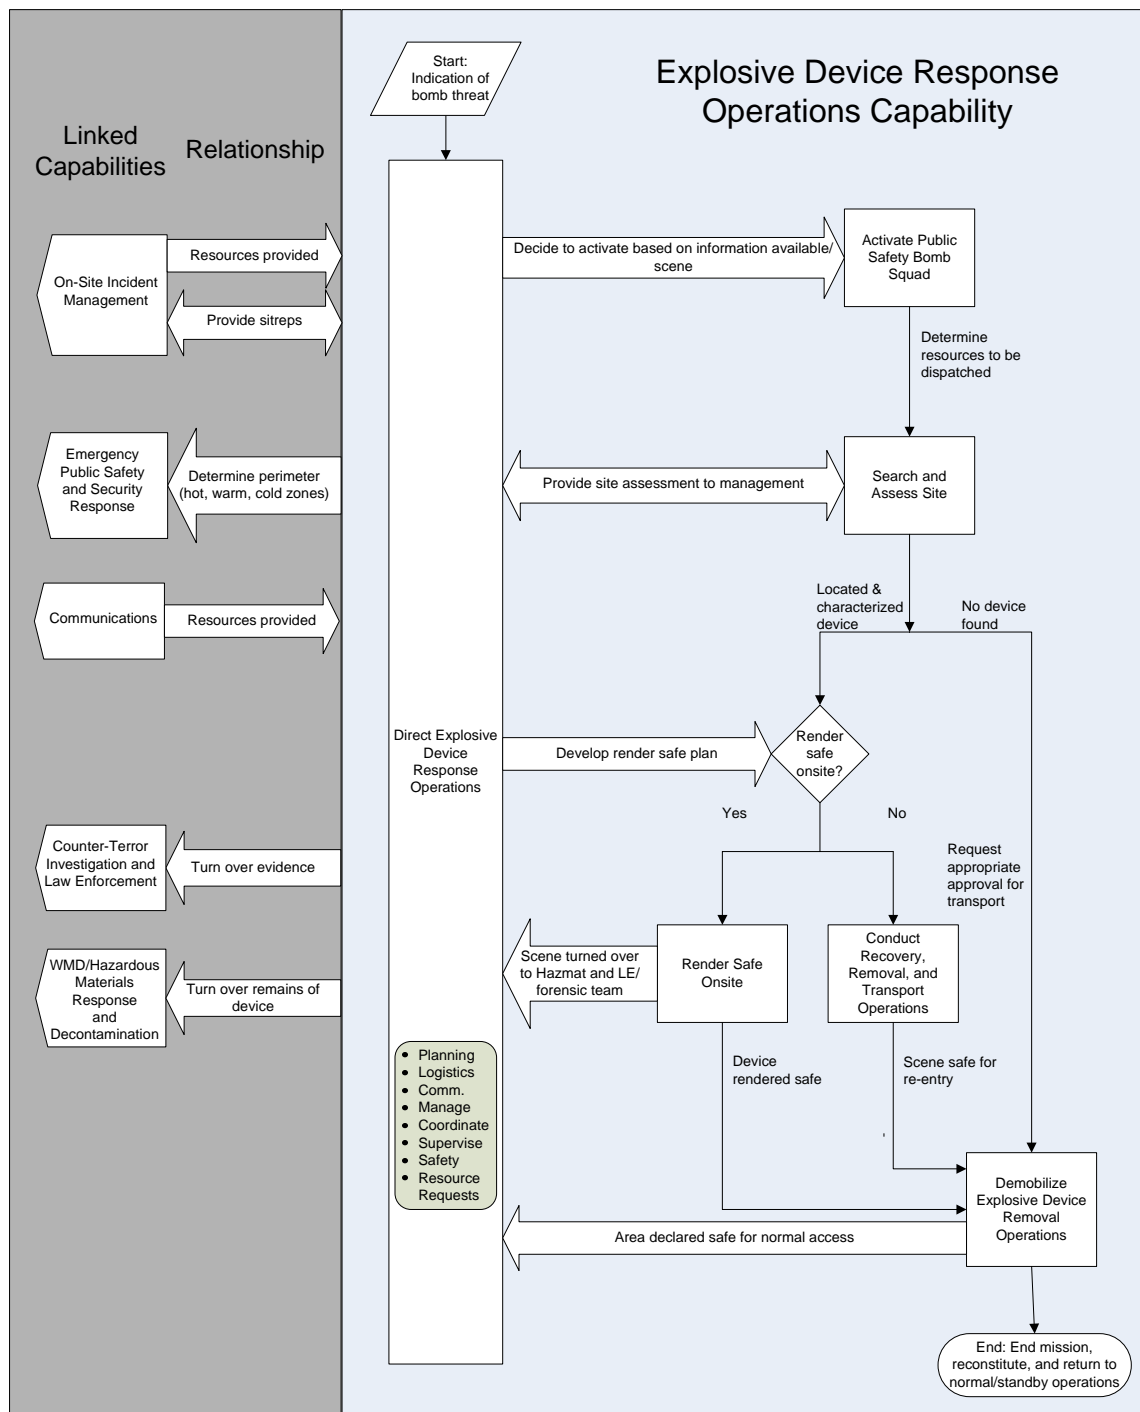 Explosive Device Response
Operations Capability
Linked
Capabilities
Relationship
Start:
Indication of
bomb threat
On-Site Incident
Management
Resources provided
Provide sitreps
Emergency
Public Safety
and Security
Response
Determine perimeter
(hot, warm, cold zones)
Communications
Resources provided
Counter-Terror
Investigation and
Law Enforcement
Turn over evidence
WMD/Hazardous
Materials
Response
and
Decontamination
Turn over remains of
device
Direct Explosive
Device
Response
Operations
• Planning
• Logistics
• Comm.
• Manage
• Coordinate
• Supervise
• Safety
• Resource
Requests
Decide to activate based on information available/
scene
Activate Public
Safety Bomb
Squad
Determine
resources to be
dispatched
Provide site assessment to management
Search and
Assess Site
Located &
characterized
device
No device
found
Develop render safe plan
Render
safe
onsite?
Yes
No
Request
appropriate
approval for
transport
Scene turned over
to Hazmat and LE/
forensic team
Render Safe
Onsite
Conduct
Recovery,
Removal, and
Transport
Operations
Device
rendered safe
Scene safe for
re-entry
Demobilize
Explosive Device
Removal
Operations
Area declared safe for normal access
End: End mission,
reconstitute, and return to
normal/standby operations